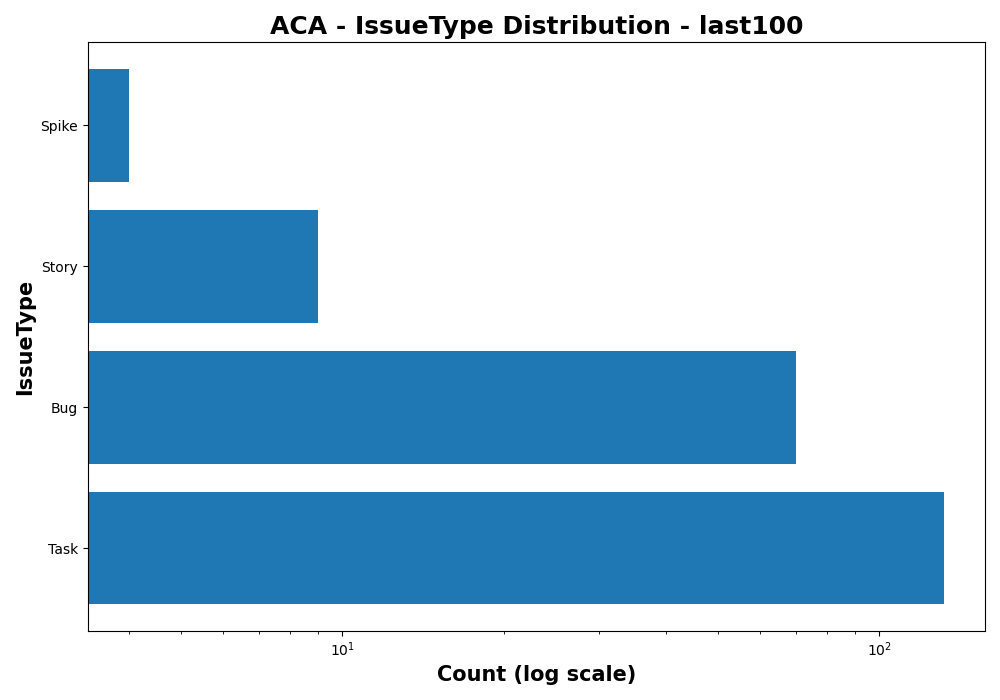 ACA - IssueType Distribution - last100
IssueType
Spike
Story
Bug
Task
10¹
10²
Count (log scale)